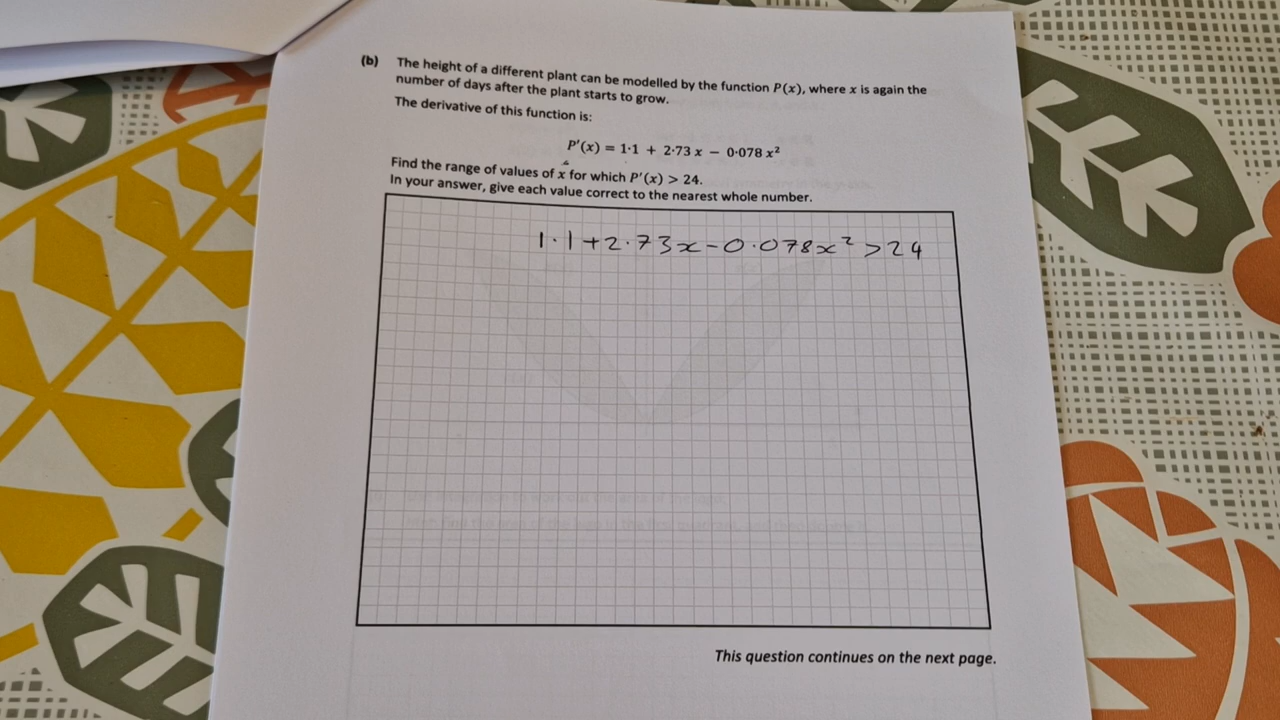 (b) The height of a different plant can be modelled by the function P(x), where x is again the
number of days after the plant starts to grow.
The derivative of this function is:
P′(x) = 1·1 + 2·73 x − 0·078 x²
Find the range of values of x for which P′(x) > 24.
In your answer, give each value correct to the nearest whole number.
1·1+2·73x-0·078x²>24
This question continues on the next page.